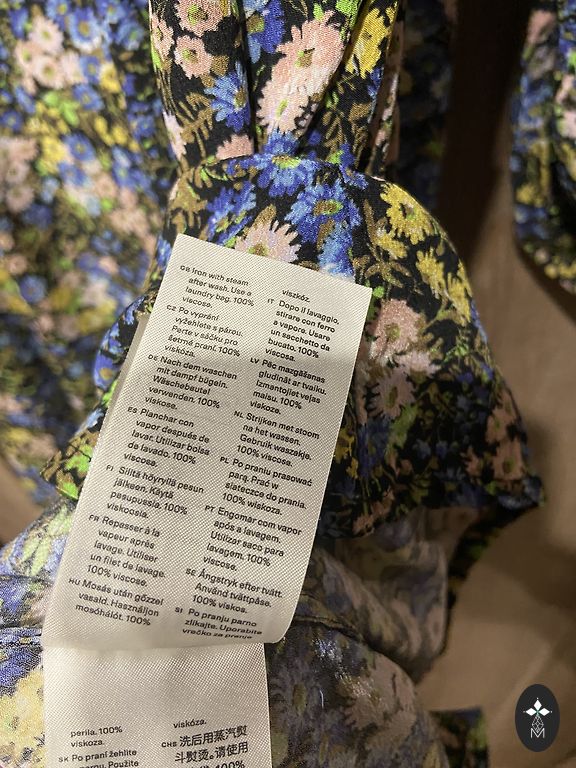 GB Iron with steam
after wash. Use a
laundry bag. 100%
viscose.
CZ Po vyprání
vyžehlete s párou.
Perte v sáčku pro
šetrné praní. 100%
viskóza.
DE Nach dem waschen
mit dampf bügeln.
Wäschebeutel
verwenden. 100%
viskose.
ES Planchar con
vapor después de
lavar. Utilizar bolsa
de lavado. 100%
viscosa.
FI Silitä höyryllä pesun
jälkeen. Käytä
pesupussia. 100%
viskoosia.
FR Repasser à la
vapeur après
lavage. Utiliser
un filet de lavage.
100% viscose.
HU Mosás után gőzzel
vasald. Használjon
mosóhálót. 100%
viszkóz.
IT Dopo il lavaggio,
stirare con ferro
a vapore. Usare
un sacchetto da
bucato. 100%
viscosa.
LV Pēc mazgāšanas
gludināt ar tvaiku.
Izmantojiet veļas
maisu. 100%
viskoze.
NL Strijken met stoom
na het wassen.
Gebruik waszakje.
100% viscose.
PL Po praniu prasować
parą. Prać w
siateczce do prania.
100% wiskoza.
PT Engomar com vapor
após a lavagem.
Utilizar saco para
lavagem. 100%
viscose.
SE Ångstryk efter tvätt.
Använd tvättpåse.
100% viskos.
SI Po pranju parno
zlikajte. Uporabite
vrečko za pranje
perila. 100%
viskoza.
SK Po praní žehlite
parou. Použite
viskóza.
CHS 洗后用蒸汽熨
斗熨烫。请使用
M